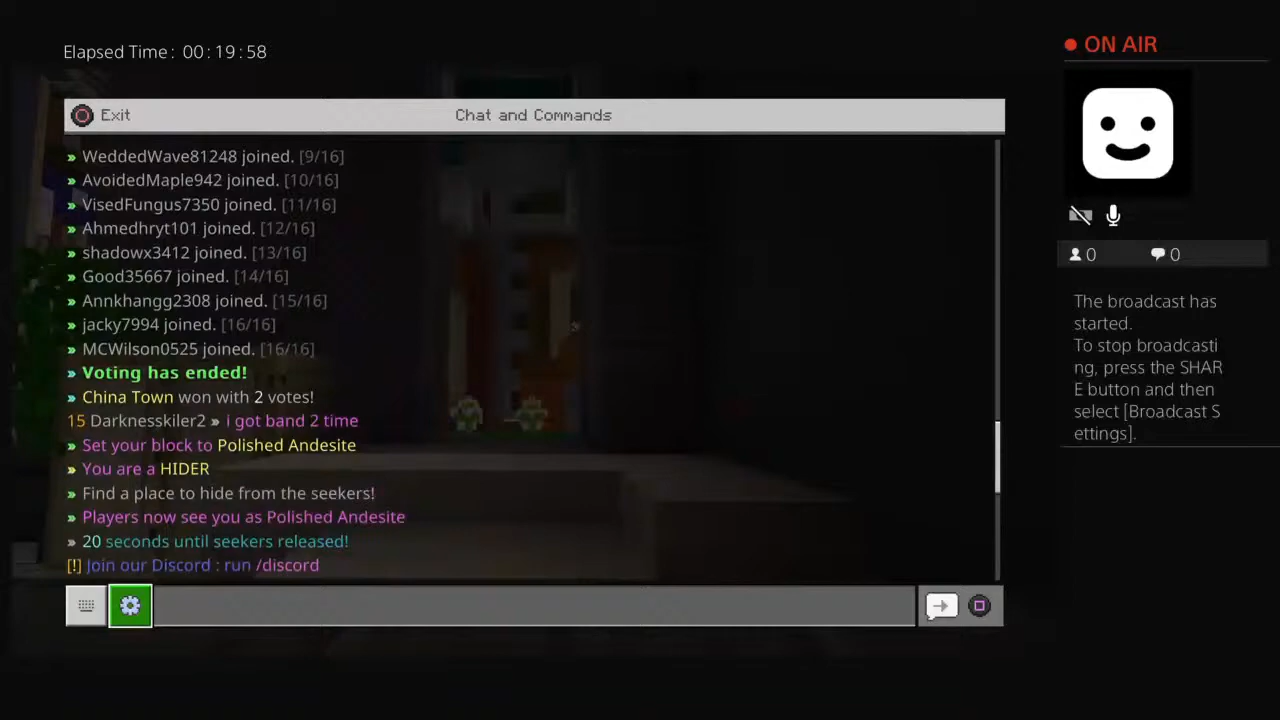 Elapsed Time: 00:19:58
ON AIR
Exit
Chat and Commands
» WeddedWave81248 joined. [9/16]
» AvoidedMaple942 joined. [10/16]
» VisedFungus7350 joined. [11/16]
» Ahmedhryt101 joined. [12/16]
» shadowx3412 joined. [13/16]
» Good35667 joined. [14/16]
» Annkhangg2308 joined. [15/16]
» jacky7994 joined. [16/16]
» MCWilson0525 joined. [16/16]
» Voting has ended!
» China Town won with 2 votes!
15 Darknesskiler2 » i got band 2 time
» Set your block to Polished Andesite
» You are a HIDER
» Find a place to hide from the seekers!
» Players now see you as Polished Andesite
» 20 seconds until seekers released!
[!] Join our Discord : run /discord
0
0
The broadcast has
started.
To stop broadcasti
ng, press the SHAR
E button and then
select [Broadcast S
ettings].